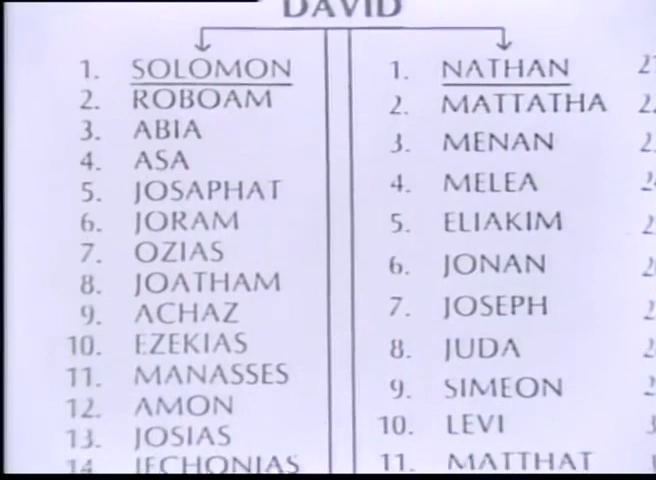 DAVID
1. SOLOMON
2. ROBOAM
3. ABIA
4. ASA
5. JOSAPHAT
6. JORAM
7. OZIAS
8. JOATHAM
9. ACHAZ
10. EZEKIAS
11. MANASSES
12. AMON
13. JOSIAS
14. JECHONIAS
1. NATHAN
2. MATTATHA
3. MENAN
4. MELEA
5. ELIAKIM
6. JONAN
7. JOSEPH
8. JUDA
9. SIMEON
10. LEVI
11. MATTHAT